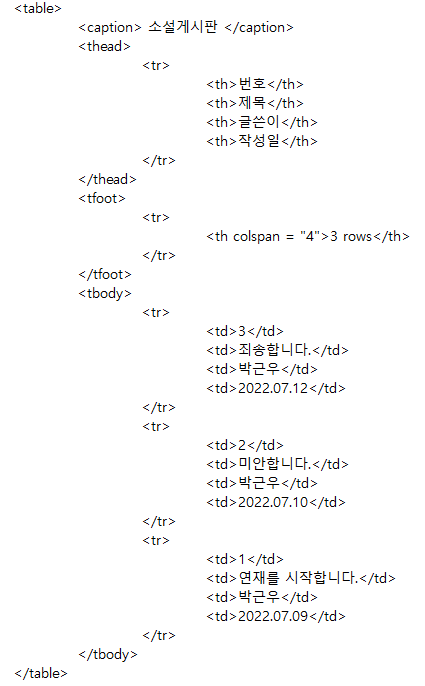 <table>
<caption> 소설게시판 </caption>
<thead>
<tr>
<th>번호</th>
<th>제목</th>
<th>글쓴이</th>
<th>작성일</th>
</tr>
</thead>
<tfoot>
<tr>
<th colspan = "4">3 rows</th>
</tr>
</tfoot>
<tbody>
<tr>
<td>3</td>
<td>죄송합니다.</td>
<td>박근우</td>
<td>2022.07.12</td>
</tr>
<tr>
<td>2</td>
<td>미안합니다.</td>
<td>박근우</td>
<td>2022.07.10</td>
</tr>
<tr>
<td>1</td>
<td>연재를 시작합니다.</td>
<td>박근우</td>
<td>2022.07.09</td>
</tr>
</tbody>
</table>